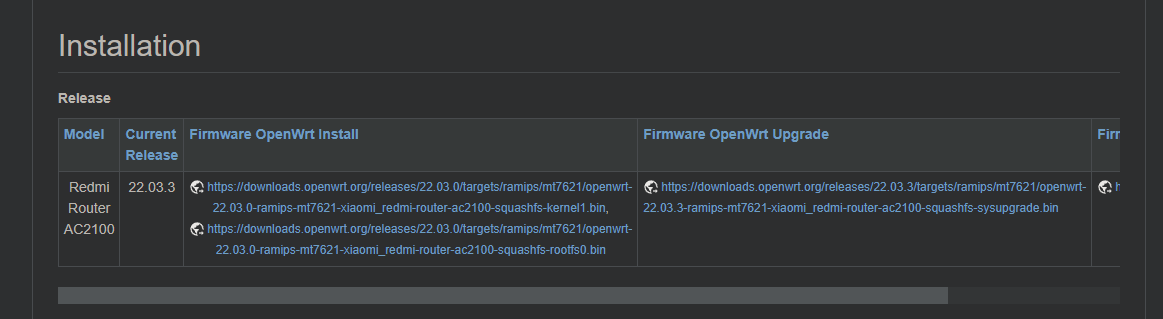 Installation
Release
Model
Current
Release
Firmware OpenWrt Install
Firmware OpenWrt Upgrade
Redmi
Router
AC2100
22.03.3
https://downloads.openwrt.org/releases/22.03.0/targets/ramips/mt7621/openwrt-
22.03.0-ramips-mt7621-xiaomi_redmi-router-ac2100-squashfs-kernel1.bin,
https://downloads.openwrt.org/releases/22.03.0/targets/ramips/mt7621/openwrt-
22.03.0-ramips-mt7621-xiaomi_redmi-router-ac2100-squashfs-rootfs0.bin
https://downloads.openwrt.org/releases/22.03.3/targets/ramips/mt7621/openwrt-
22.03.3-ramips-mt7621-xiaomi_redmi-router-ac2100-squashfs-sysupgrade.bin